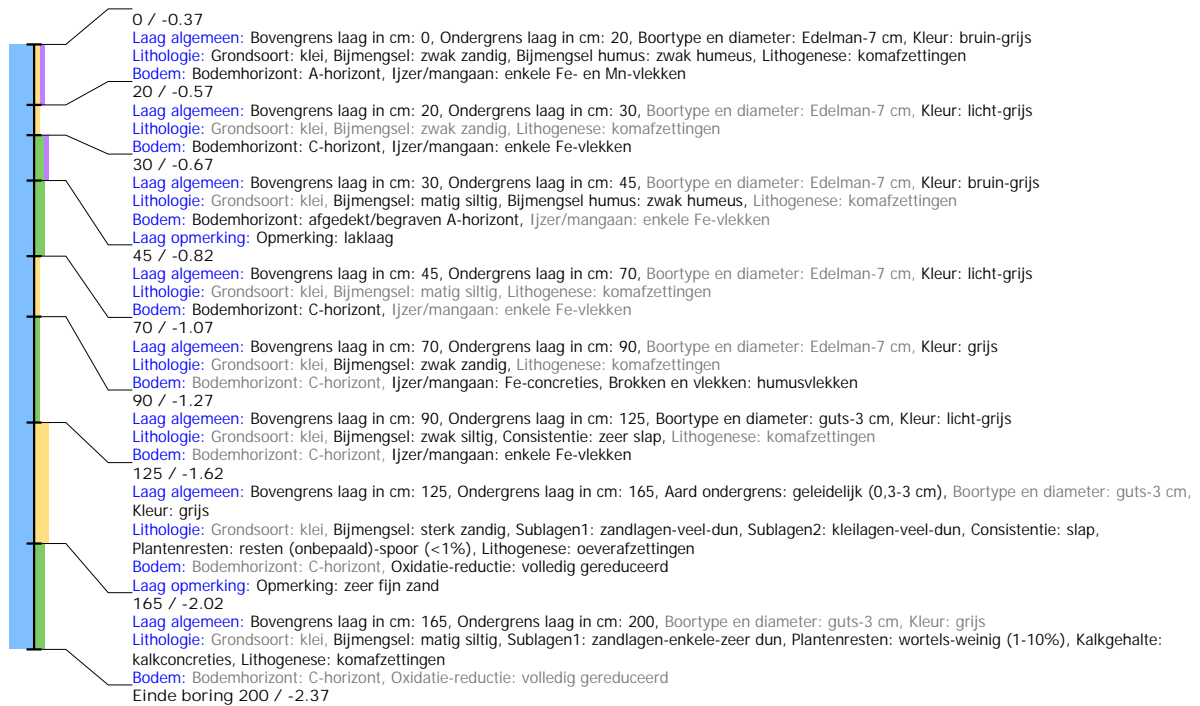 0 / -0.37
Laag algemeen: Bovengrens laag in cm: 0, Ondergrens laag in cm: 20, Boortype en diameter: Edelman-7 cm, Kleur: bruin-grijs
Lithologie: Grondsoort: klei, Bijmengsel: zwak zandig, Bijmengsel humus: zwak humeus, Lithogenese: komafzettingen
Bodem: Bodemhorizont: A-horizont, Ijzer/mangaan: enkele Fe- en Mn-vlekken
20 / -0.57
Laag algemeen: Bovengrens laag in cm: 20, Ondergrens laag in cm: 30, Boortype en diameter: Edelman-7 cm, Kleur: licht-grijs
Lithologie: Grondsoort: klei, Bijmengsel: zwak zandig, Lithogenese: komafzettingen
Bodem: Bodemhorizont: C-horizont, Ijzer/mangaan: enkele Fe-vlekken
30 / -0.67
Laag algemeen: Bovengrens laag in cm: 30, Ondergrens laag in cm: 45, Boortype en diameter: Edelman-7 cm, Kleur: bruin-grijs
Lithologie: Grondsoort: klei, Bijmengsel: matig siltig, Bijmengsel humus: zwak humeus, Lithogenese: komafzettingen
Bodem: Bodemhorizont: afgedekt/begraven A-horizont, Ijzer/mangaan: enkele Fe-vlekken
Laag opmerking: Opmerking: laklaag
45 / -0.82
Laag algemeen: Bovengrens laag in cm: 45, Ondergrens laag in cm: 70, Boortype en diameter: Edelman-7 cm, Kleur: licht-grijs
Lithologie: Grondsoort: klei, Bijmengsel: matig siltig, Lithogenese: komafzettingen
Bodem: Bodemhorizont: C-horizont, Ijzer/mangaan: enkele Fe-vlekken
70 / -1.07
Laag algemeen: Bovengrens laag in cm: 70, Ondergrens laag in cm: 90, Boortype en diameter: Edelman-7 cm, Kleur: grijs
Lithologie: Grondsoort: klei, Bijmengsel: zwak zandig, Lithogenese: komafzettingen
Bodem: Bodemhorizont: C-horizont, Ijzer/mangaan: Fe-concreties, Brokken en vlekken: humusvlekken
90 / -1.27
Laag algemeen: Bovengrens laag in cm: 90, Ondergrens laag in cm: 125, Boortype en diameter: guts-3 cm, Kleur: licht-grijs
Lithologie: Grondsoort: klei, Bijmengsel: zwak siltig, Consistentie: zeer slap, Lithogenese: komafzettingen
Bodem: Bodemhorizont: C-horizont, Ijzer/mangaan: enkele Fe-vlekken
125 / -1.62
Laag algemeen: Bovengrens laag in cm: 125, Ondergrens laag in cm: 165, Aard ondergrens: geleidelijk (0,3-3 cm), Boortype en diameter: guts-3 cm,
Kleur: grijs
Lithologie: Grondsoort: klei, Bijmengsel: sterk zandig, Sublagen1: zandlagen-veel-dun, Sublagen2: kleilagen-veel-dun, Consistentie: slap,
Plantenresten: resten (onbepaald)-spoor (<1%), Lithogenese: oeverafzettingen
Bodem: Bodemhorizont: C-horizont, Oxidatie-reductie: volledig gereduceerd
Laag opmerking: Opmerking: zeer fijn zand
165 / -2.02
Laag algemeen: Bovengrens laag in cm: 165, Ondergrens laag in cm: 200, Boortype en diameter: guts-3 cm, Kleur: grijs
Lithologie: Grondsoort: klei, Bijmengsel: matig siltig, Sublagen1: zandlagen-enkele-zeer dun, Plantenresten: wortels-weinig (1-10%), Kalkgehalte:
kalkconcreties, Lithogenese: komafzettingen
Bodem: Bodemhorizont: C-horizont, Oxidatie-reductie: volledig gereduceerd
Einde boring 200 / -2.37